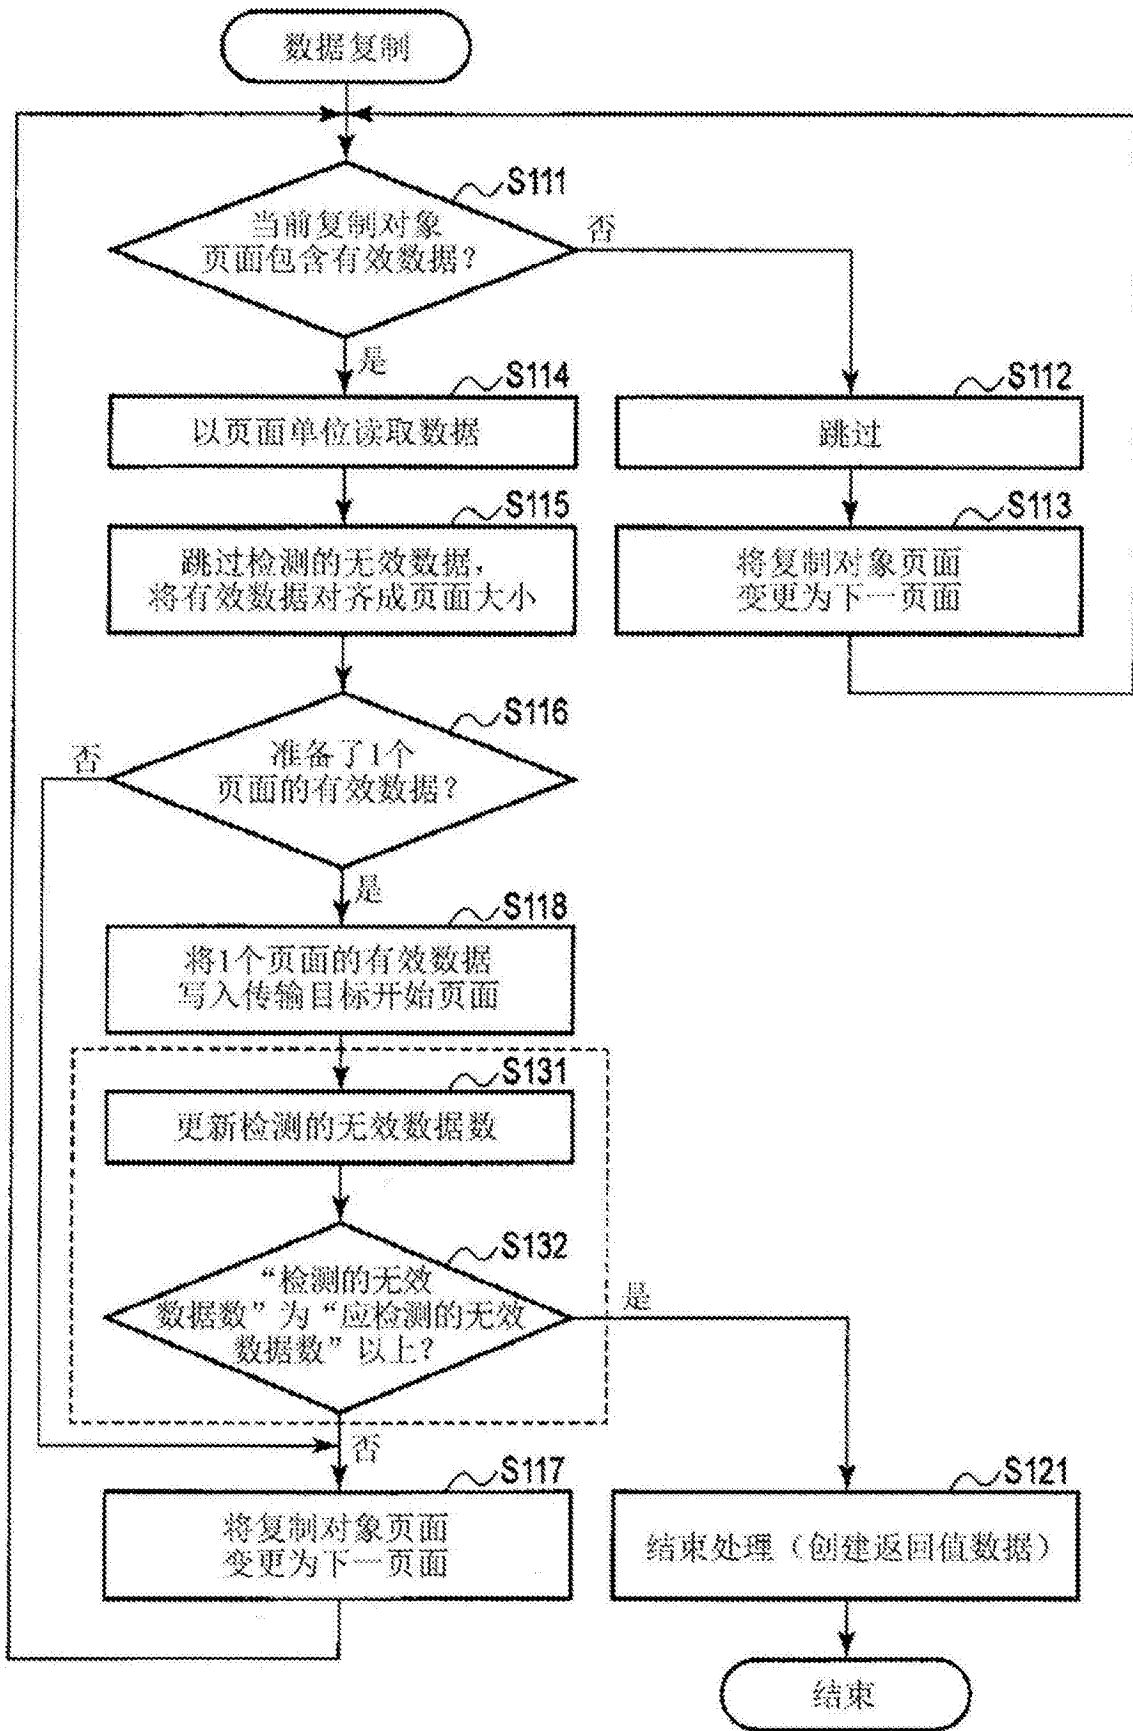 数据复制
S111
当前复制对象
页面包含有效数据？
否
是
S114
以页面单位读取数据
S112
跳过
S115
跳过检测的无效数据，
将有效数据对齐成页面大小
S113
将复制对象页面
变更为下一页面
S116
准备了1个
页面的有效数据？
否
是
S118
将1个页面的有效数据
写入传输目标开始页面
S131
更新检测的无效数据数
S132
“检测的无效
数据数”为“应检测的无效
数据数”以上？
是
否
S117
将复制对象页面
变更为下一页面
S121
结束处理（创建返回值数据）
结束